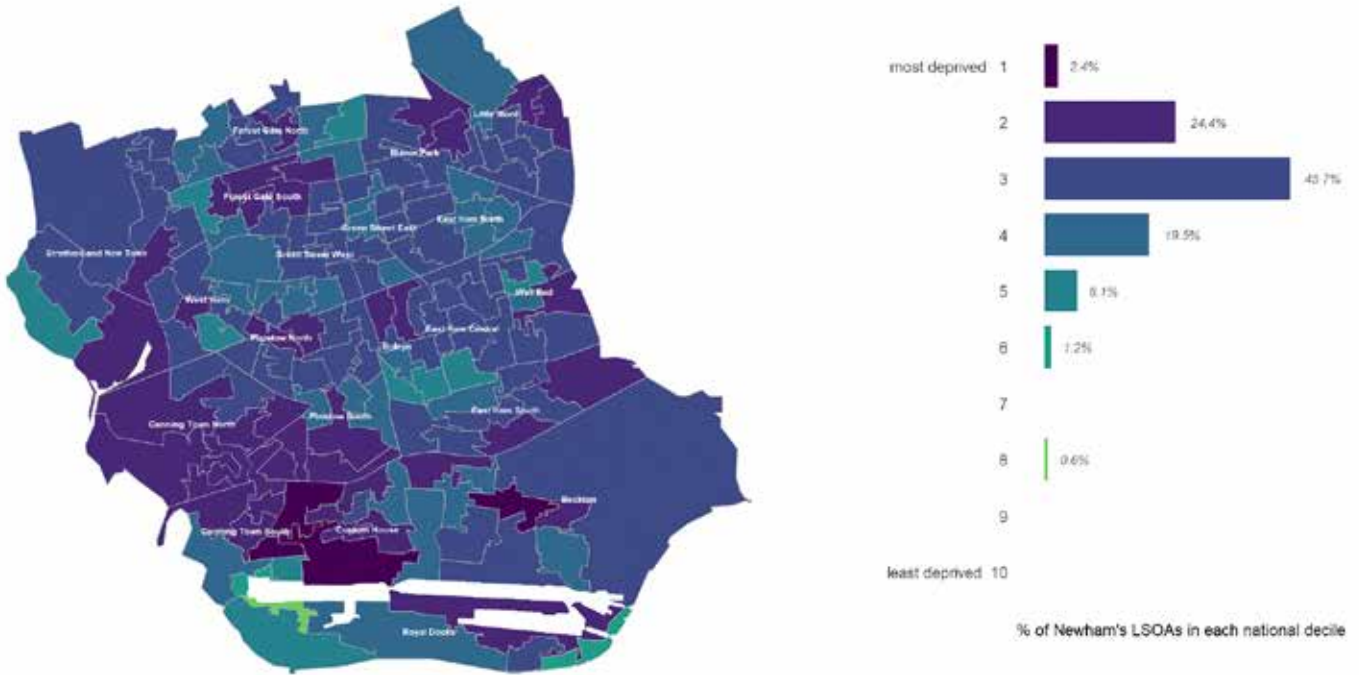 most deprived 1
2.4%
Forest Gate North
Little Ilford
2
24.4%
Manor Park
3
45.7%
Forest Gate South
East Ham North
Green Street East
4
19.5%
Stratford and New Town
Green Street West
5
6.1%
Wall End
West Ham
East Ham Central
Plaistow North
Boleyn
6
1.2%
7
Plaistow South
East Ham South
Canning Town North
8
0.6%
Beckton
9
Canning Town South
Custom House
least deprived 10
Royal Docks
% of Newham's LSOAs in each national decile